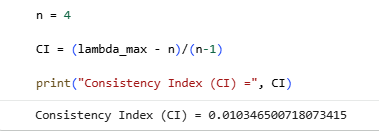 n = 4
CI = (lambda_max - n)/(n-1)
print("Consistency Index (CI) =", CI)
Consistency Index (CI) = 0.010346500718073415